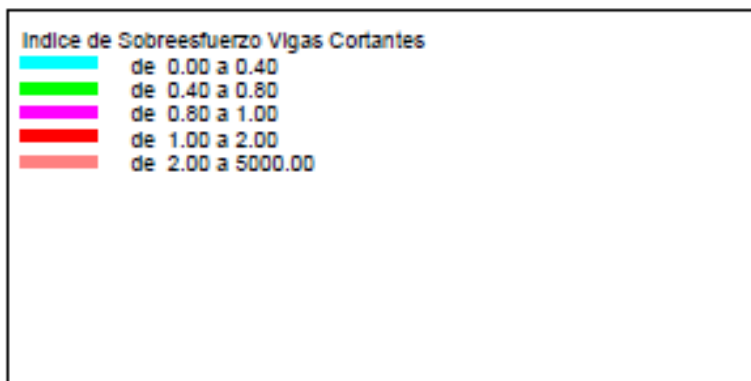 Indice de Sobreesfuerzo Vigas Cortantes
de 0.00 a 0.40
de 0.40 a 0.80
de 0.80 a 1.00
de 1.00 a 2.00
de 2.00 a 5000.00